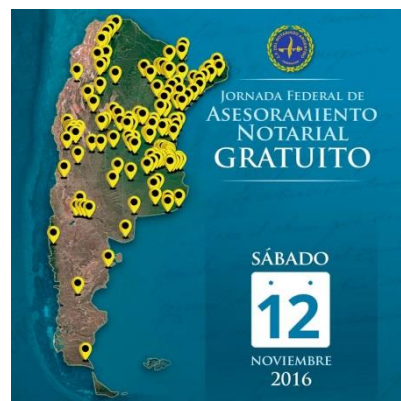 JORNADA FEDERAL DE
ASESORAMIENTO
NOTARIAL
GRATUITO
SÁBADO
12
NOVIEMBRE
2016